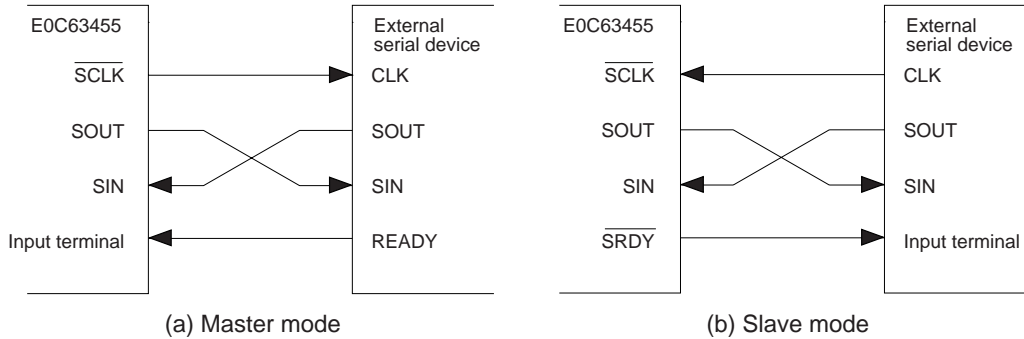 E0C63455
SCLK
SOUT
SIN
Input terminal
External
serial device
CLK
SOUT
SIN
READY
(a) Master mode
E0C63455
SCLK
SOUT
SIN
SRDY
External
serial device
CLK
SOUT
SIN
Input terminal
(b) Slave mode